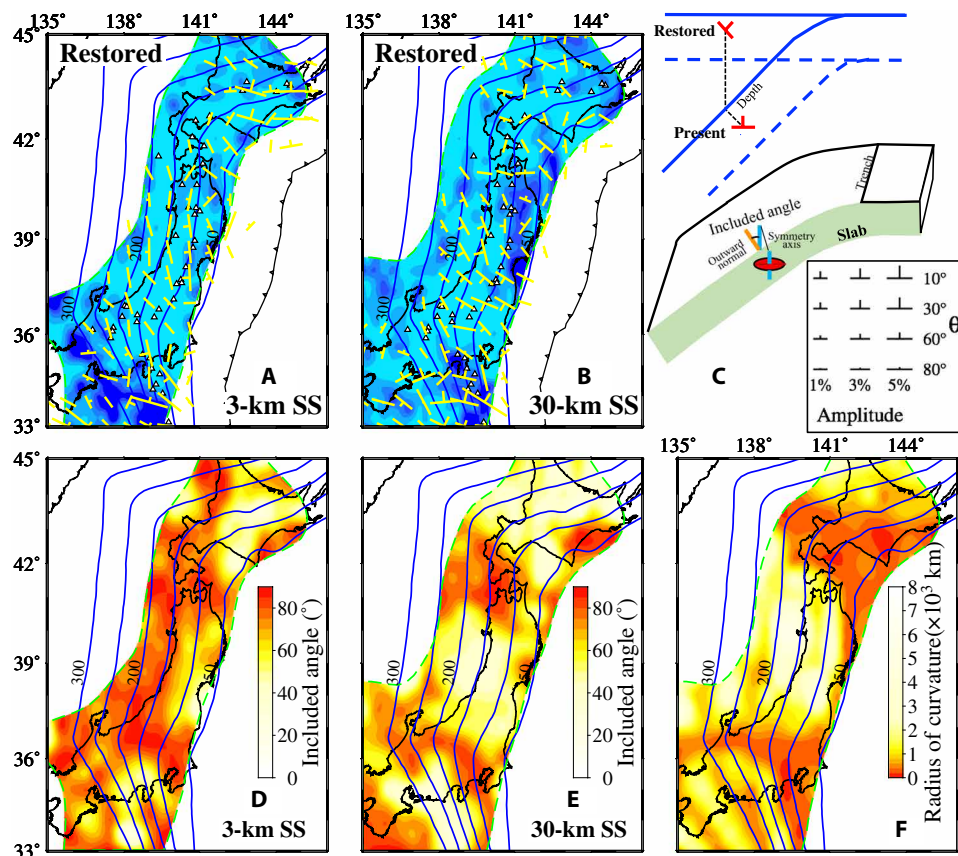 135° 138° 141° 144°
135° 138° 141° 144°
45°
42°
39°
36°
33°
Restored
200
50
300
A
3-km SS
Restored
200
50
300
B
30-km SS
Restored
Depth
Present
Trench
Included angle
Outward normal
Symmetry axis
Slab
C
10°
30°
60°
80°
θ
1% 3% 5%
Amplitude
45°
42°
39°
36°
33°
300
200
50
80
60
40
20
0
Included angle (°)
D
3-km SS
300
200
50
80
60
40
20
0
Included angle (°)
E
30-km SS
138° 141° 144°
300
200
50
8
7
6
5
4
3
2
1
0
Radius of curvature(×10³ km)
F